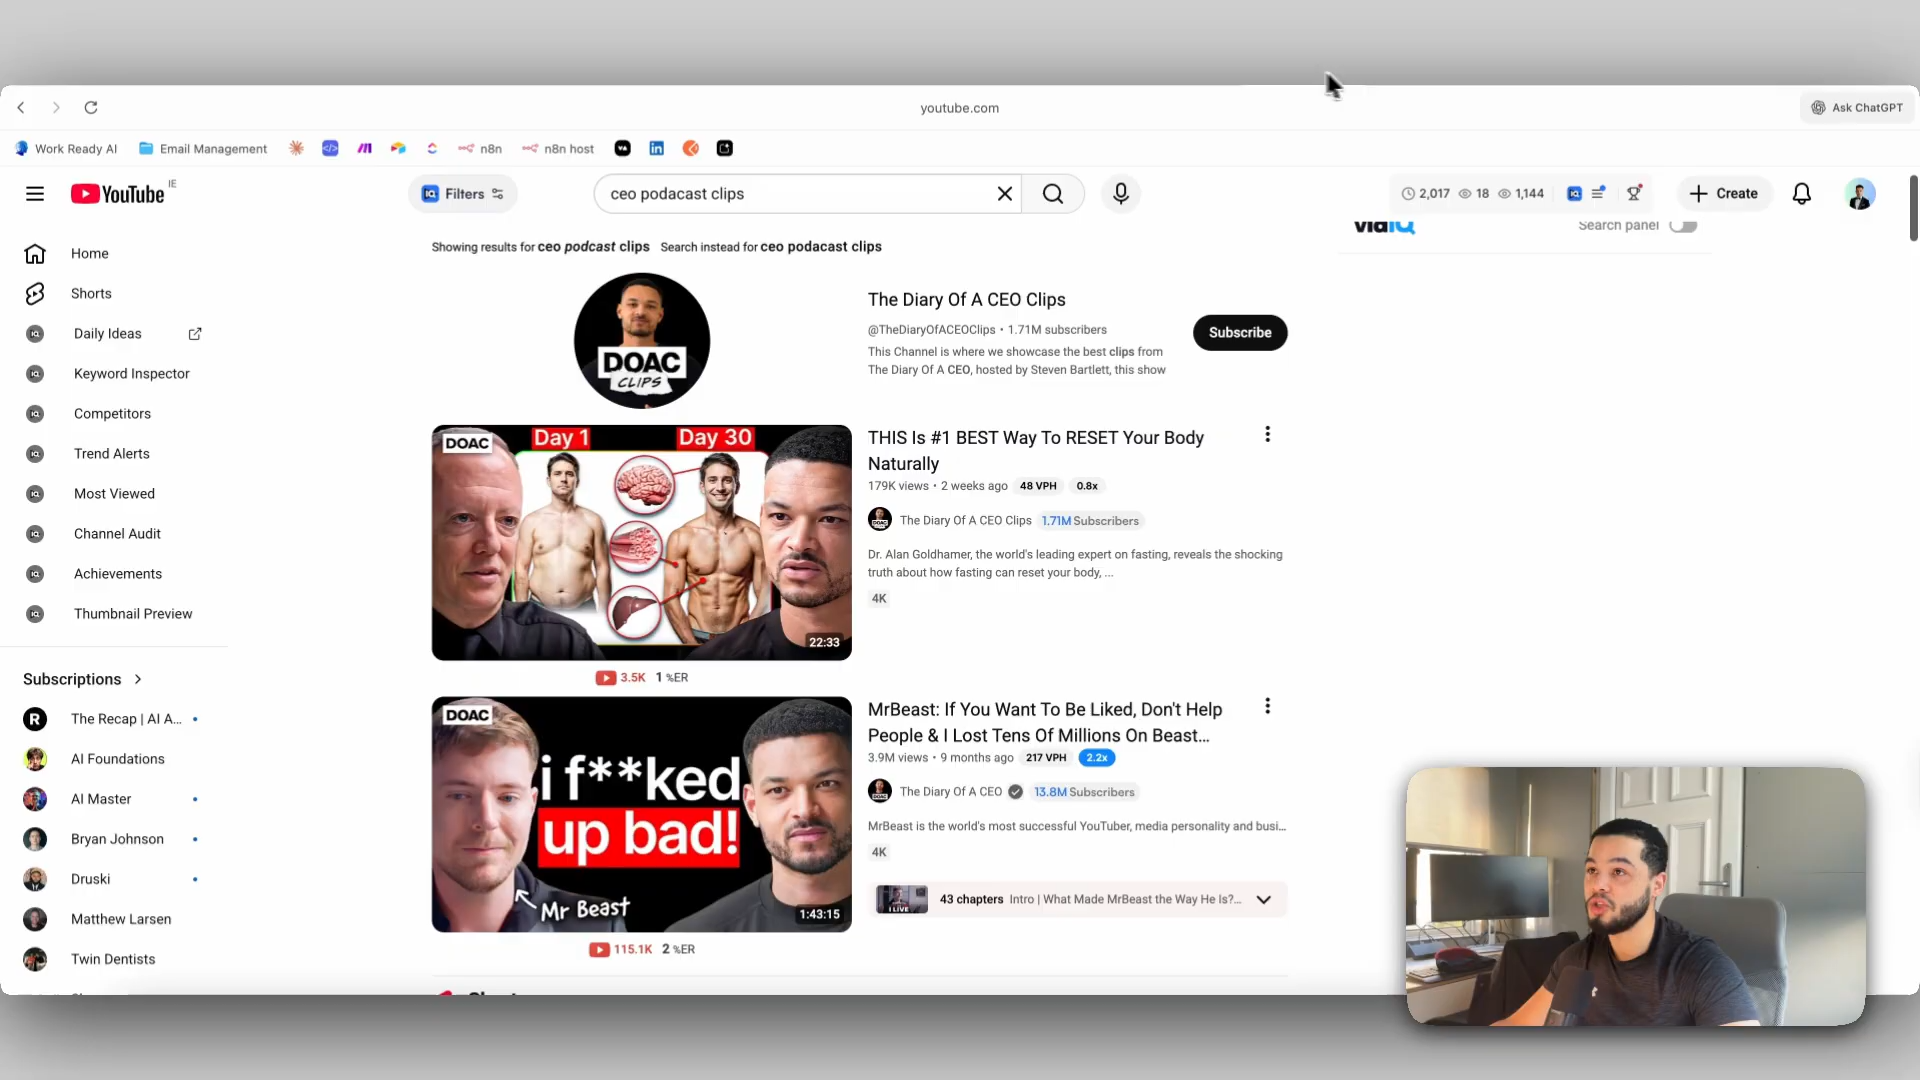 youtube.com
Ask ChatGPT
Work Ready AI
Email Management
n8n
n8n host
YouTube
IE
Filters
ceo podacast clips
2,017
18
1,144
Create
vidIQ
Search panel
Home
Shorts
Daily Ideas
Keyword Inspector
Competitors
Trend Alerts
Most Viewed
Channel Audit
Achievements
Thumbnail Preview
Subscriptions
The Recap | AI A...
AI Foundations
AI Master
Bryan Johnson
Druski
Matthew Larsen
Twin Dentists
Showing results for ceo podcast clips Search instead for ceo podacast clips
DOAC
CLIPS
The Diary Of A CEO Clips
@TheDiaryOfACEOClips • 1.71M subscribers
This Channel is where we showcase the best clips from
The Diary Of A CEO, hosted by Steven Bartlett, this show
Subscribe
DOAC
Day 1
Day 30
22:33
3.5K 1 %ER
THIS Is #1 BEST Way To RESET Your Body
Naturally
179K views • 2 weeks ago 48 VPH 0.8x
The Diary Of A CEO Clips 1.71M Subscribers
Dr. Alan Goldhamer, the world's leading expert on fasting, reveals the shocking
truth about how fasting can reset your body, ...
4K
DOAC
i f**ked
up bad!
Mr Beast
1:43:15
115.1K 2 %ER
MrBeast: If You Want To Be Liked, Don't Help
People & I Lost Tens Of Millions On Beast...
3.9M views • 9 months ago 217 VPH 2.2x
The Diary Of A CEO 13.8M Subscribers
MrBeast is the world's most successful YouTuber, media personality and busi...
4K
43 chapters Intro | What Made MrBeast the Way He Is?...